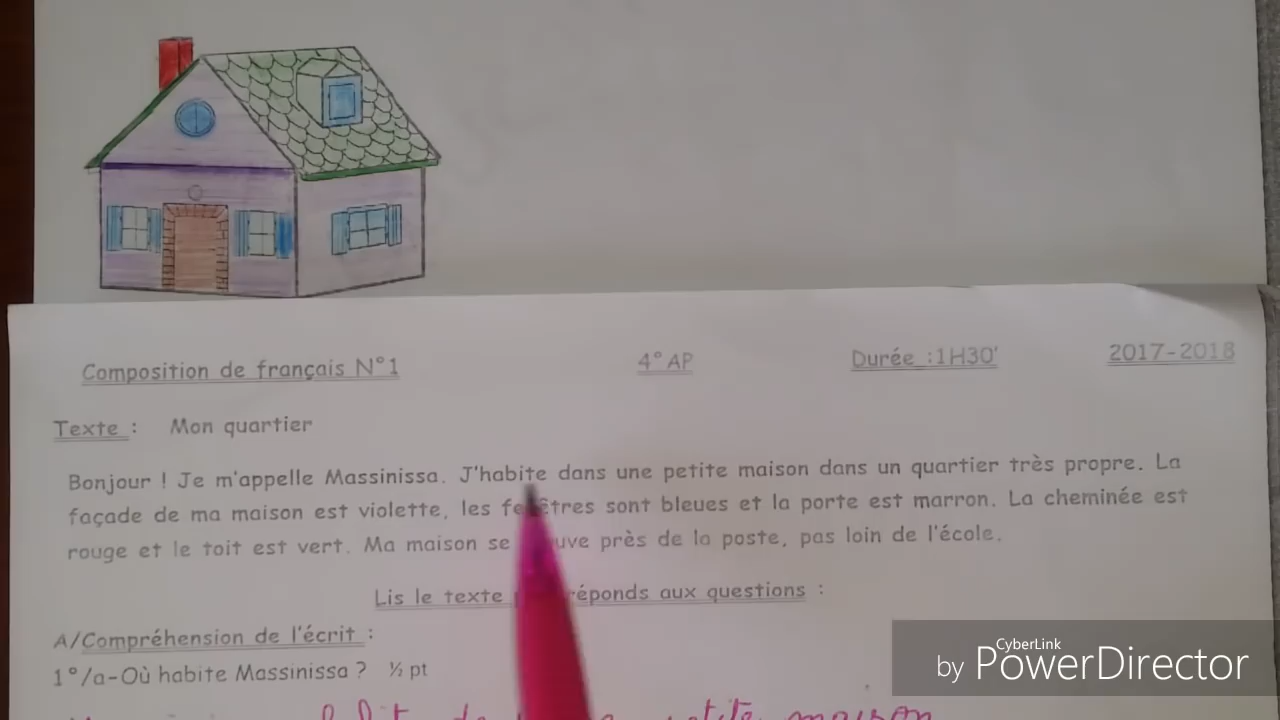 Composition de français N°1 4° AP Durée :1H30' 2017-2018
Texte : Mon quartier
Bonjour ! Je m'appelle Massinissa. J'habite dans une petite maison dans un quartier très propre. La
façade de ma maison est violette, les fenêtres sont bleues et la porte est marron. La cheminée est
rouge et le toit est vert. Ma maison se près de la poste, pas loin de l'école.
Lis le texte réponds aux questions :
A/Compréhension de l'écrit :
1°/a-Où habite Massinissa ? ½ pt
petite maison
CyberLink
by PowerDirector